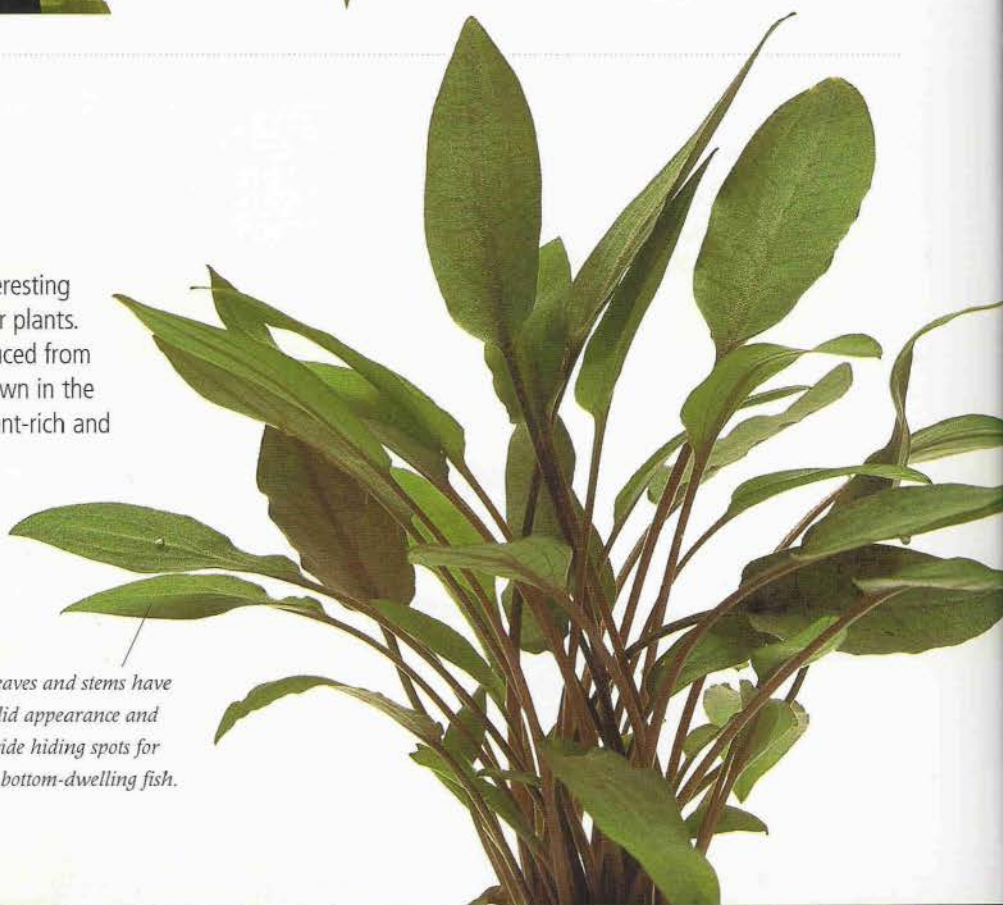 eresting
r plants.
uced from
wn in the
nt-rich and
eaves and stems have
lid appearance and
ide hiding spots for
bottom-dwelling fish.